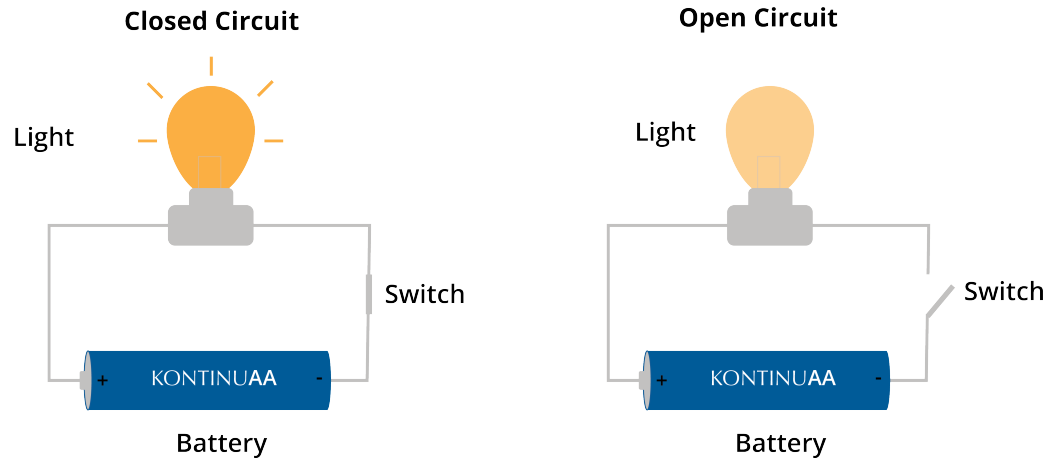 Closed Circuit
Light
Switch
+ KONTINUAA -
Battery
Open Circuit
Light
Switch
+ KONTINUAA -
Battery